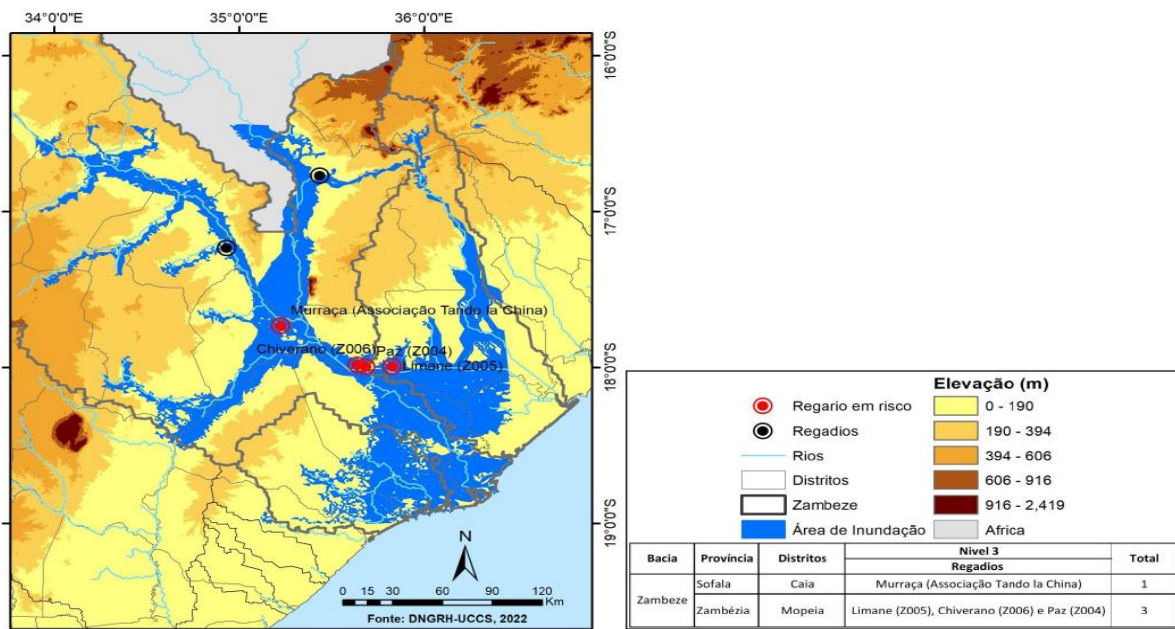 34°0'0"S 35°0'0"S 36°0'0"S
16°0'0"S
17°0'0"S
Murraça (Associação Tando la China)
Chiverano (Z006) Paz (Z004)
Limane (Z005)
18°0'0"S
19°0'0"S
N
0 15 30 60 90 120
Km
Fonte: DNGRH-UCCS, 2022
Elevação (m)
Regario em risco 0 - 190
Regadios 190 - 394
Rios 394 - 606
Distritos 606 - 916
Zambeze 916 - 2,419
Área de Inundação Africa
Bacia Província Distritos Nivel 3 Total
Regadios
Zambeze Sofala Caia Murraça (Associação Tando la China) 1
Zambézia Mopeia Limane (Z005), Chiverano (Z006) e Paz (Z004) 3